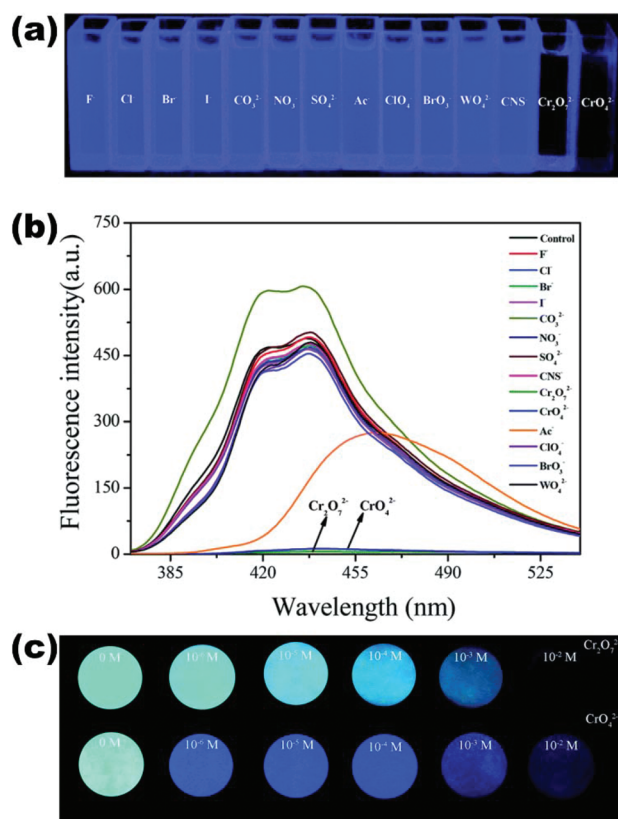 (a)
F Cl Br I CO₃² NO₃⁻ SO₄² Ac ClO₄ BrO₃ WO₄² CNS Cr₂O₇²⁻ CrO₄²⁻
(b)
750
600
450
300
150
0
Fluorescence intensity(a.u.)
Control
F⁻
Cl⁻
Br⁻
I⁻
CO₃²⁻
NO₃⁻
SO₄²⁻
CNS⁻
Cr₂O₇²⁻
CrO₄²⁻
Ac⁻
ClO₄⁻
BrO₃⁻
WO₄²⁻
Cr₂O₇²⁻ CrO₄²⁻
385 420 455 490 525
Wavelength (nm)
(c)
Cr₂O₇²⁻
0 M 10⁻⁶ M 10⁻⁵ M 10⁻⁴ M 10⁻³ M 10⁻² M
CrO₄²⁻
0 M 10⁻⁶ M 10⁻⁵ M 10⁻⁴ M 10⁻³ M 10⁻² M